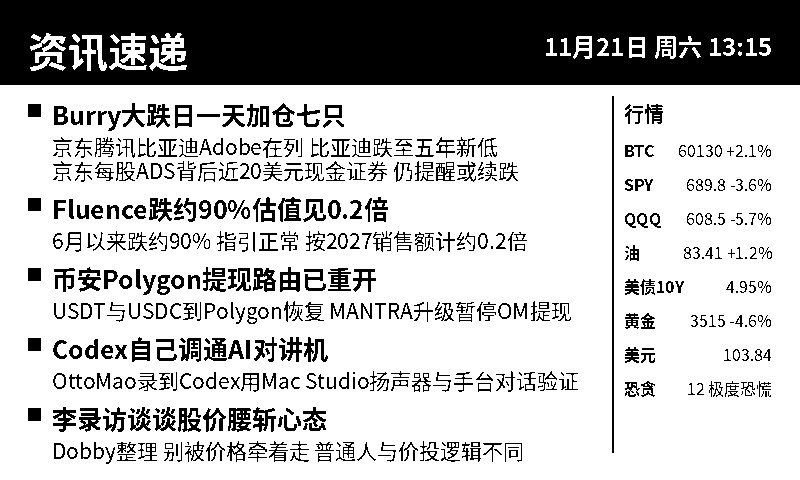 资讯速递
11月21日 周六 13:15
Burry大跌日一天加仓七只
京东腾讯比亚迪Adobe在列 比亚迪跌至五年新低
京东每股ADS背后近20美元现金证券 仍提醒或续跌
Fluence跌约90%估值见0.2倍
6月以来跌约90% 指引正常 按2027销售额计约0.2倍
币安Polygon提现路由已重开
USDT与USDC到Polygon恢复 MANTRA升级暂停OM提现
Codex自己调通AI对讲机
OttoMao录到Codex用Mac Studio扬声器与手台对话验证
李录访谈谈股价腰斩心态
Dobby整理 别被价格牵着走 普通人与价投逻辑不同
行情
BTC 60130 +2.1%
SPY 689.8 -3.6%
QQQ 608.5 -5.7%
油 83.41 +1.2%
美债10Y 4.95%
黄金 3515 -4.6%
美元 103.84
恐贪 12 极度恐慌